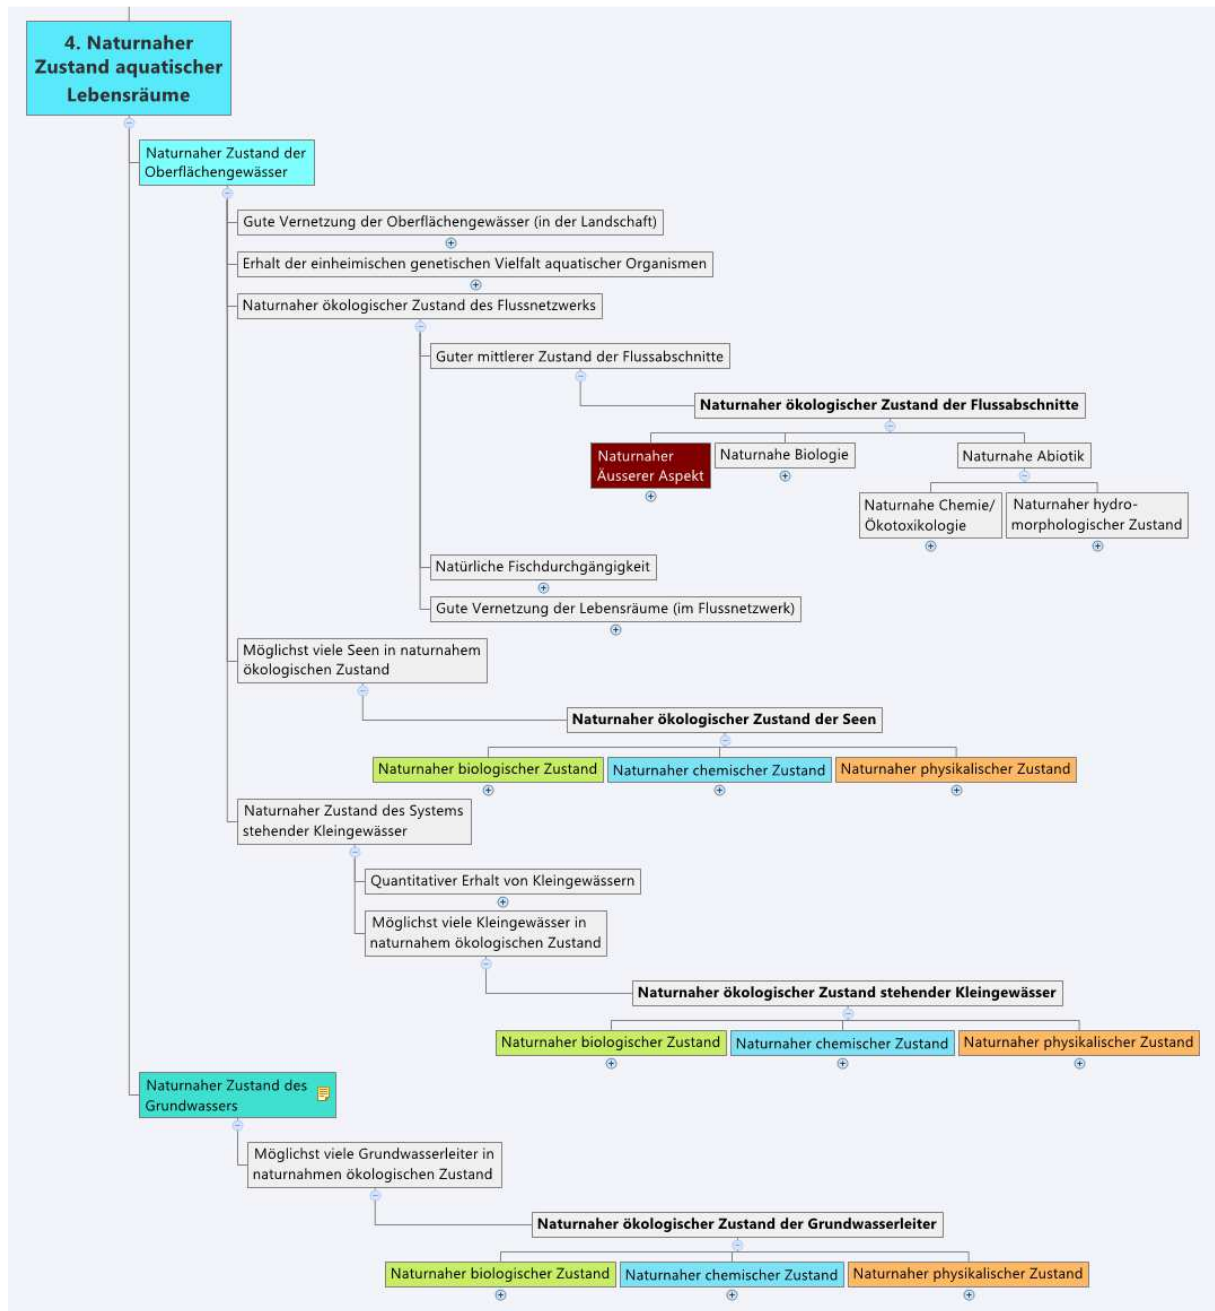 4. Naturnaher
Zustand aquatischer
Lebensräume
Naturnaher Zustand der
Oberflächengewässer
Gute Vernetzung der Oberflächengewässer (in der Landschaft)
Erhalt der einheimischen genetischen Vielfalt aquatischer Organismen
Naturnaher ökologischer Zustand des Flussnetzwerks
Guter mittlerer Zustand der Flussabschnitte
Naturnaher ökologischer Zustand der Flussabschnitte
Naturnaher
Äusserer Aspekt
Naturnahe Biologie
Naturnahe Abiotik
Naturnahe Chemie/
Ökotoxikologie
Naturnaher hydro-
morphologischer Zustand
Natürliche Fischdurchgängigkeit
Gute Vernetzung der Lebensräume (im Flussnetzwerk)
Möglichst viele Seen in naturnahem
ökologischen Zustand
Naturnaher ökologischer Zustand der Seen
Naturnaher biologischer Zustand
Naturnaher chemischer Zustand
Naturnaher physikalischer Zustand
Naturnaher Zustand des Systems
stehender Kleingewässer
Quantitativer Erhalt von Kleingewässern
Möglichst viele Kleingewässer in
naturnahem ökologischen Zustand
Naturnaher ökologischer Zustand stehender Kleingewässer
Naturnaher biologischer Zustand
Naturnaher chemischer Zustand
Naturnaher physikalischer Zustand
Naturnaher Zustand des
Grundwassers
Möglichst viele Grundwasserleiter in
naturnahmen ökologischen Zustand
Naturnaher ökologischer Zustand der Grundwasserleiter
Naturnaher biologischer Zustand
Naturnaher chemischer Zustand
Naturnaher physikalischer Zustand